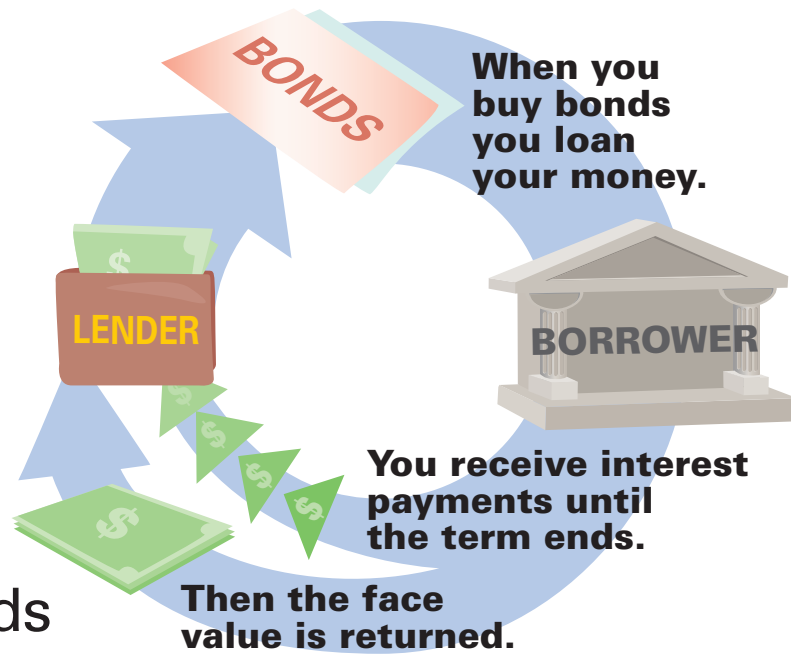 BONDS
When you
buy bonds
you loan
your money.
LENDER
BORROWER
You receive interest
payments until
the term ends.
Then the face
value is returned.
$
$
$
$
$
$